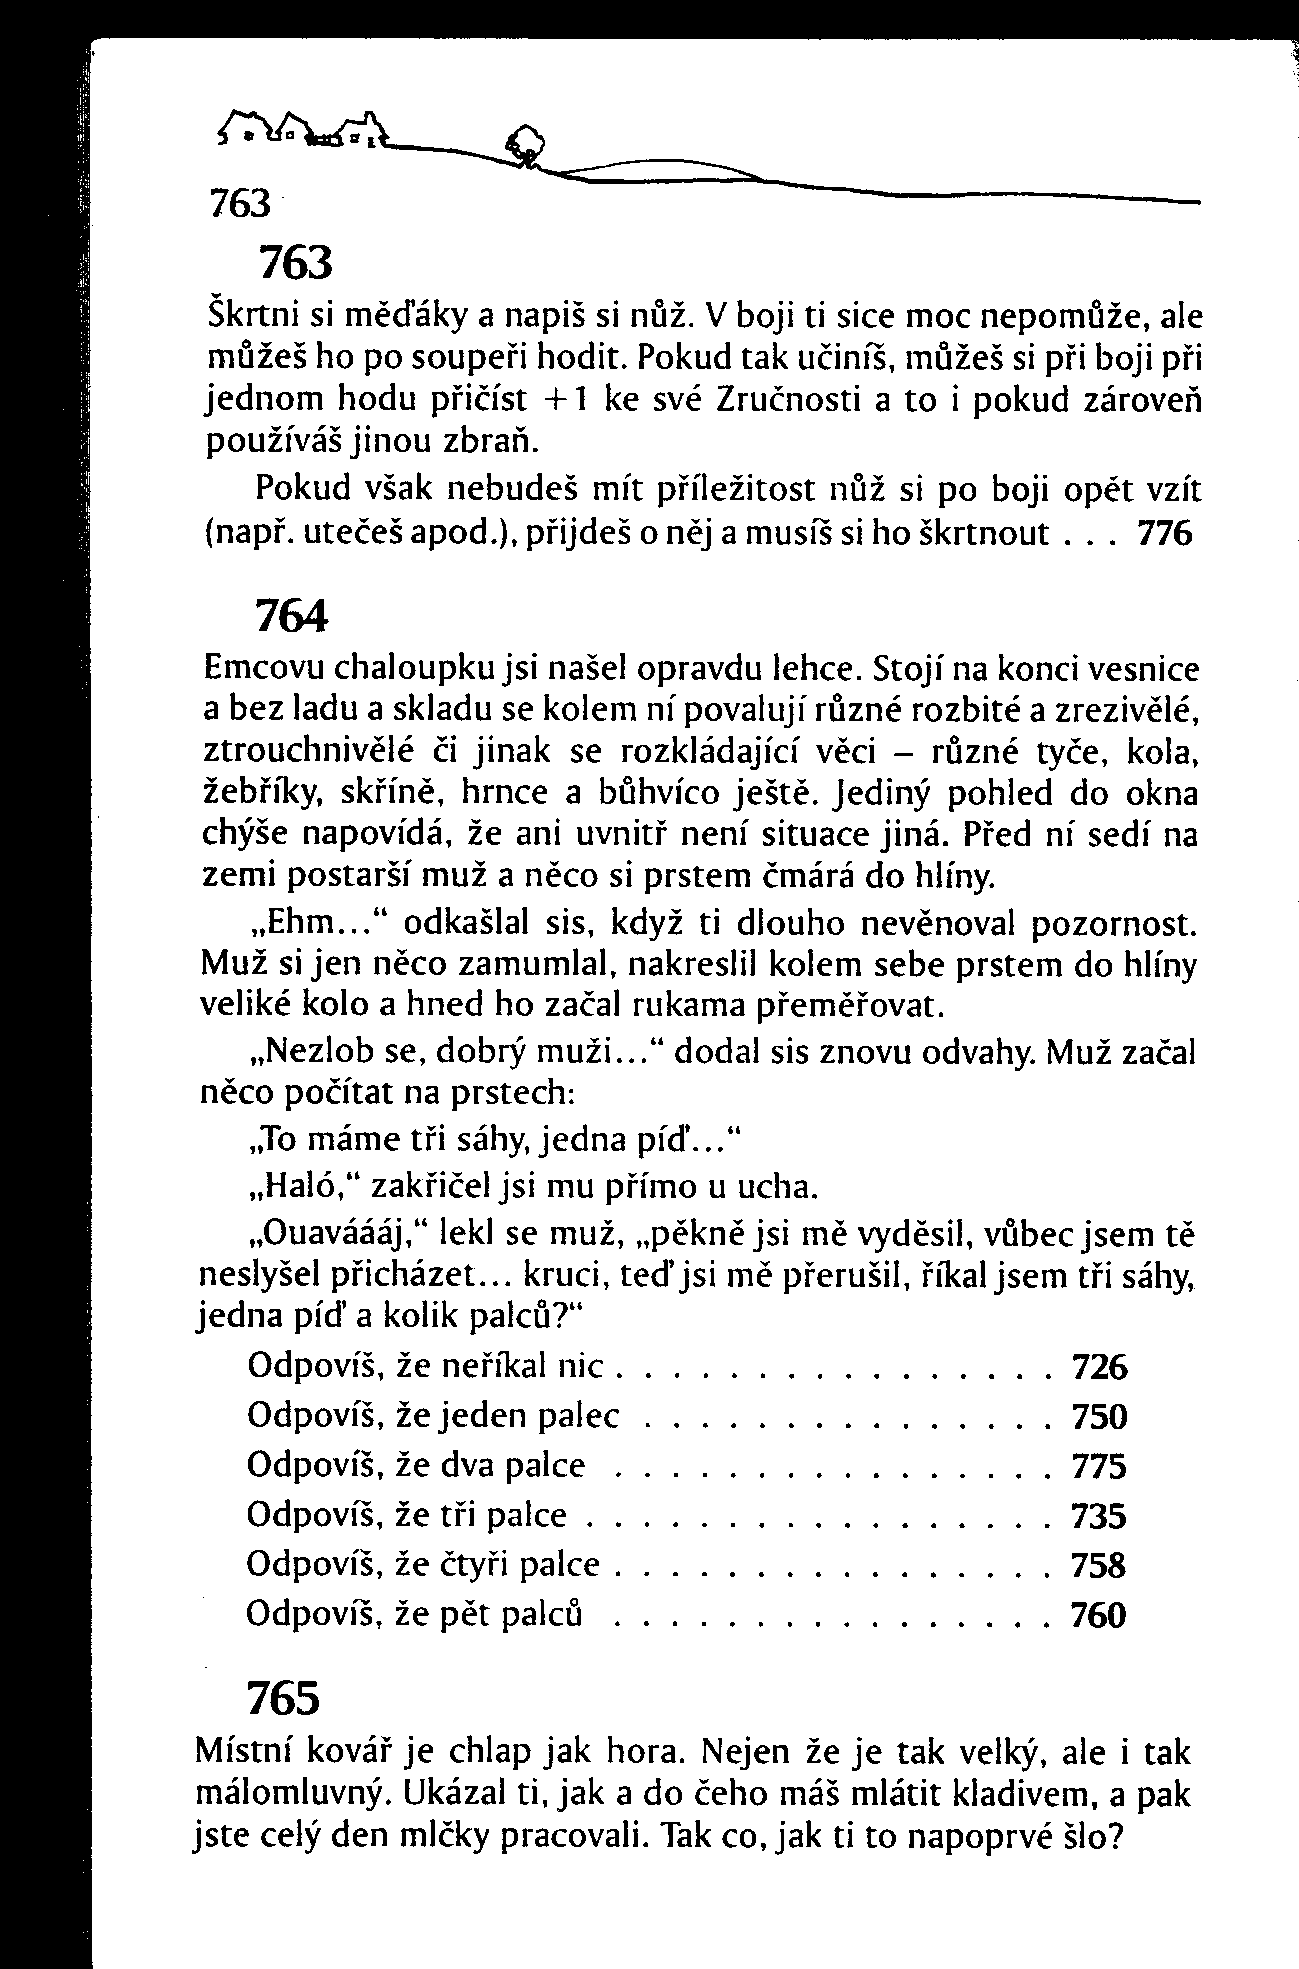 763
763
Škrtni si měďáky a napiš si nůž. V boji ti sice moc nepomůže, ale
můžeš ho po soupeři hodit. Pokud tak učiníš, můžeš si při boji při
jednom hodu přičíst +1 ke své Zručnosti a to i pokud zároveň
používáš jinou zbraň.
Pokud však nebudeš mít příležitost nůž si po boji opět vzít
(např. utečeš apod.), přijdeš o něj a musíš si ho škrtnout . . . 776
764
Emcovu chaloupku jsi našel opravdu lehce. Stojí na konci vesnice
a bez ladu a skladu se kolem ní povalují různé rozbité a zrezivělé,
ztrouchnivělé či jinak se rozkládající věci – různé tyče, kola,
žebříky, skříně, hrnce a bůhvíco ještě. Jediný pohled do okna
chýše napovídá, že ani uvnitř není situace jiná. Před ní sedí na
zemi postarší muž a něco si prstem čmárá do hlíny.
„Ehm...“ odkašlal sis, když ti dlouho nevěnoval pozornost.
Muž si jen něco zamumlal, nakreslil kolem sebe prstem do hlíny
veliké kolo a hned ho začal rukama přeměřovat.
„Nezlob se, dobrý muži...“ dodal sis znovu odvahy. Muž začal
něco počítat na prstech:
„To máme tři sáhy, jedna píď...“
„Haló,“ zakřičel jsi mu přímo u ucha.
„Ouaváááj,“ lekl se muž, „pěkně jsi mě vyděsil, vůbec jsem tě
neslyšel přicházet... kruci, teď jsi mě přerušil, říkal jsem tři sáhy,
jedna píď a kolik palců?“
Odpovíš, že neříkal nic . . . . . . . . . . . . . . . . 726
Odpovíš, že jeden palec . . . . . . . . . . . . . . . 750
Odpovíš, že dva palce . . . . . . . . . . . . . . . . 775
Odpovíš, že tři palce . . . . . . . . . . . . . . . . . 735
Odpovíš, že čtyři palce . . . . . . . . . . . . . . . . 758
Odpovíš, že pět palců . . . . . . . . . . . . . . . . 760
765
Místní kovář je chlap jak hora. Nejen že je tak velký, ale i tak
málomluvný. Ukázal ti, jak a do čeho máš mlátit kladivem, a pak
jste celý den mlčky pracovali. Tak co, jak ti to napoprvé šlo?